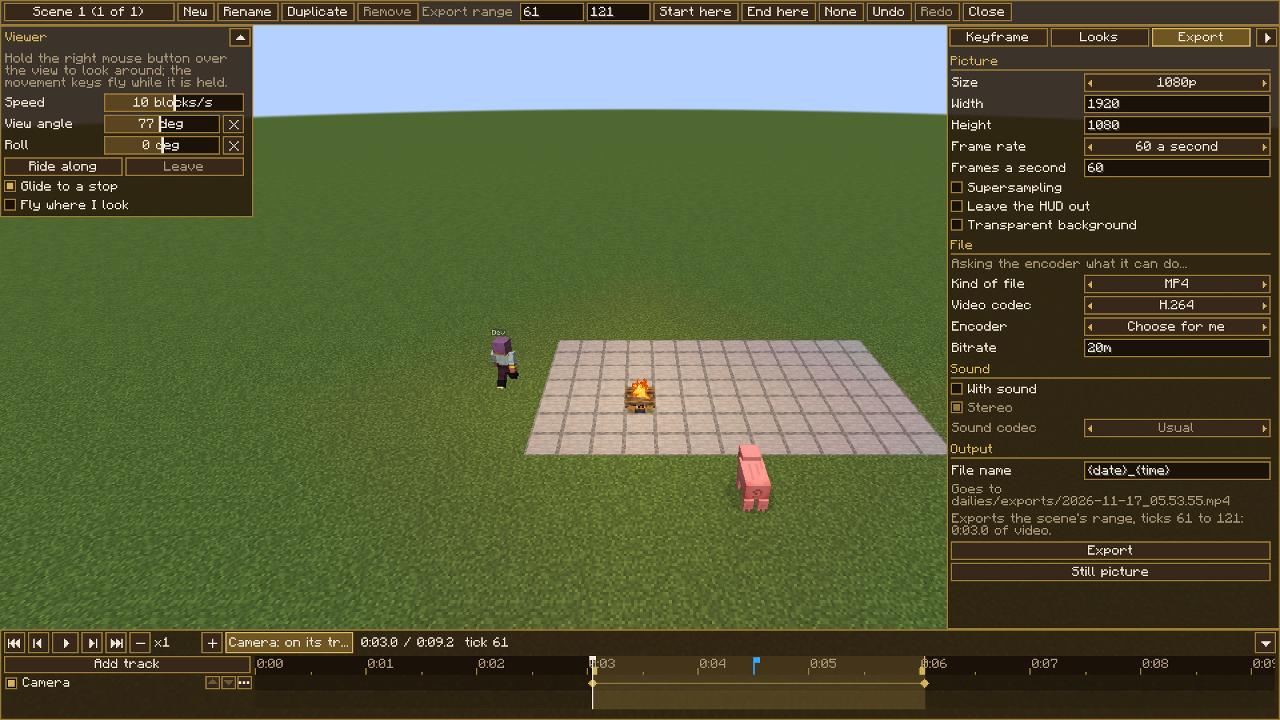 Scene 1 (1 of 1) New Rename Duplicate Remove Export range 61 121 Start here End here None Undo Redo Close
Viewer
Hold the right mouse button over
the view to look around; the
movement keys fly while it is held.
Speed 10 blocks/s
View angle 77 deg
Roll 0 deg
Ride along Leave
Glide to a stop
Fly where I look
Dev
Keyframe Looks Export
Picture
Size 1080p
Width 1920
Height 1080
Frame rate 60 a second
Frames a second 60
Supersampling
Leave the HUD out
Transparent background
File
Asking the encoder what it can do...
Kind of file MP4
Video codec H.264
Encoder Choose for me
Bitrate 20m
Sound
With sound
Stereo
Sound codec Usual
Output
File name {date}_{time}
Goes to
dailies/exports/2026-11-17_05.53.55.mp4
Exports the scene's range, ticks 61 to 121:
0:03.0 of video.
Export
Still picture
x1 Camera: on its tr... 0:03.0 / 0:09.2 tick 61
Add track 0:00 0:01 0:02 0:03 0:04 0:05 0:06 0:07 0:08 0:09
Camera